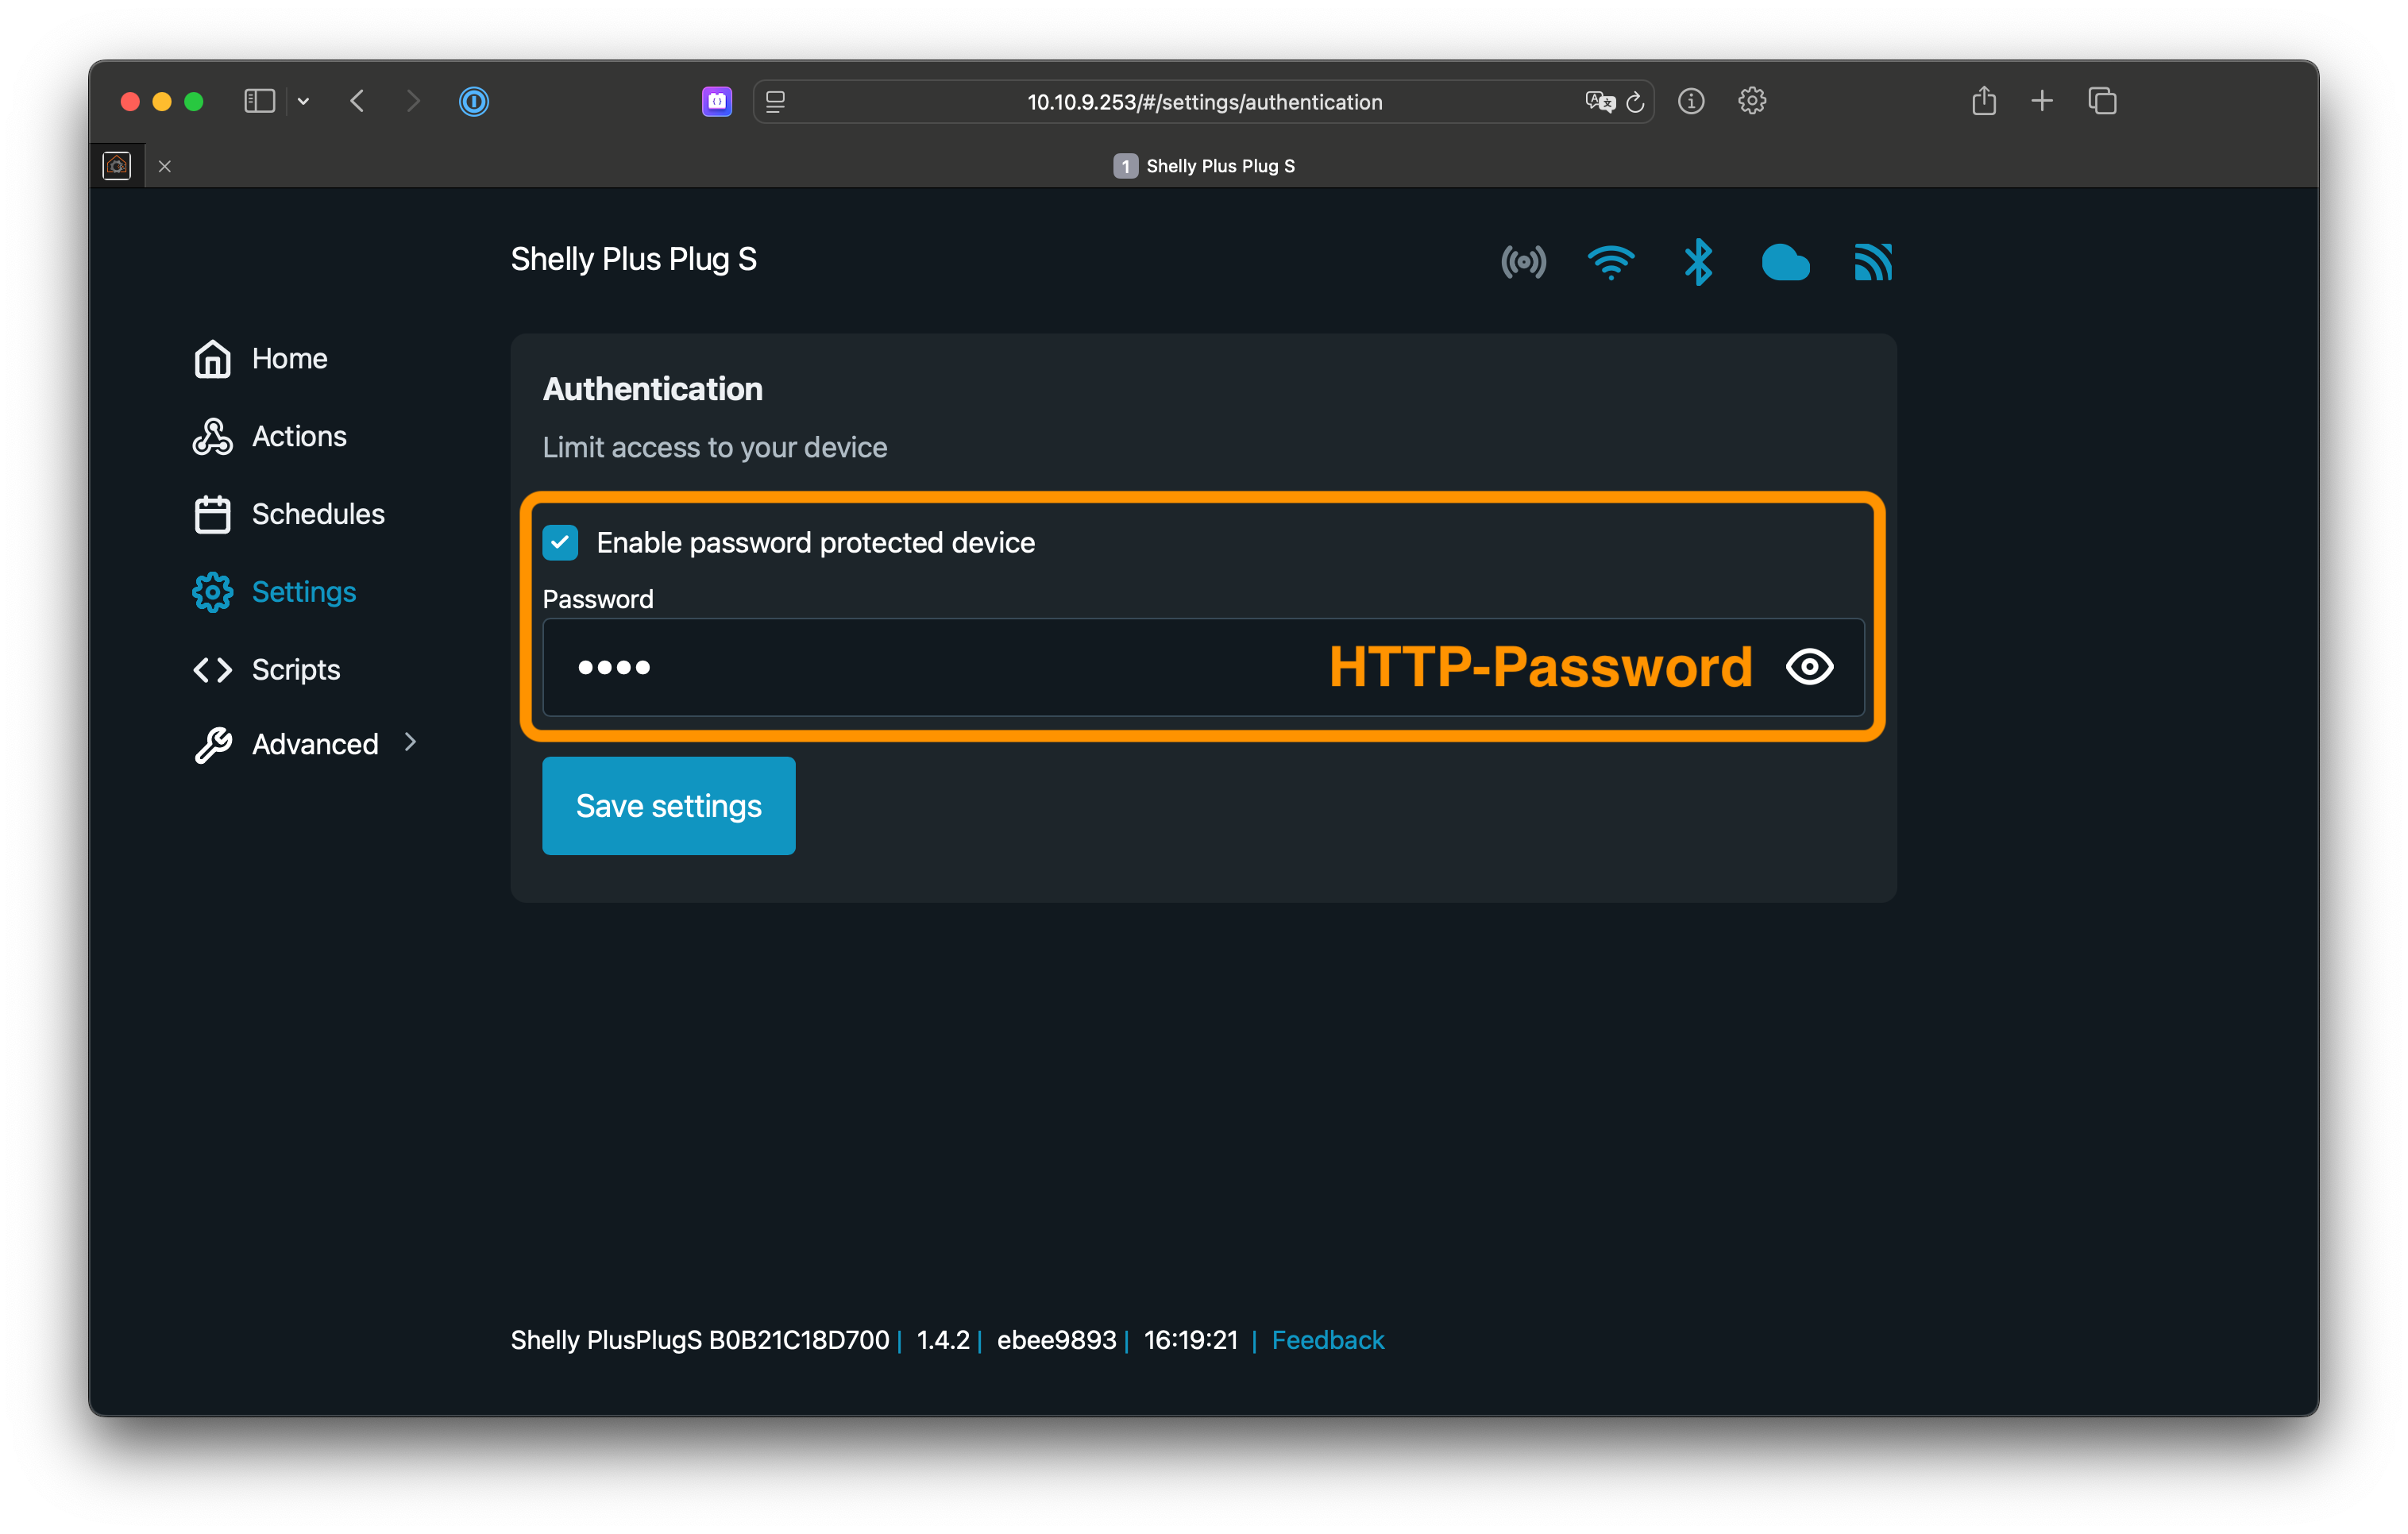 10.10.9.253/#/settings/authentication
1 Shelly Plus Plug S
Shelly Plus Plug S
Home
Actions
Schedules
Settings
Scripts
Advanced
Authentication
Limit access to your device
Enable password protected device
Password
•••• HTTP-Password
Save settings
Shelly PlusPlugS B0B21C18D700 | 1.4.2 | ebee9893 | 16:19:21 | Feedback